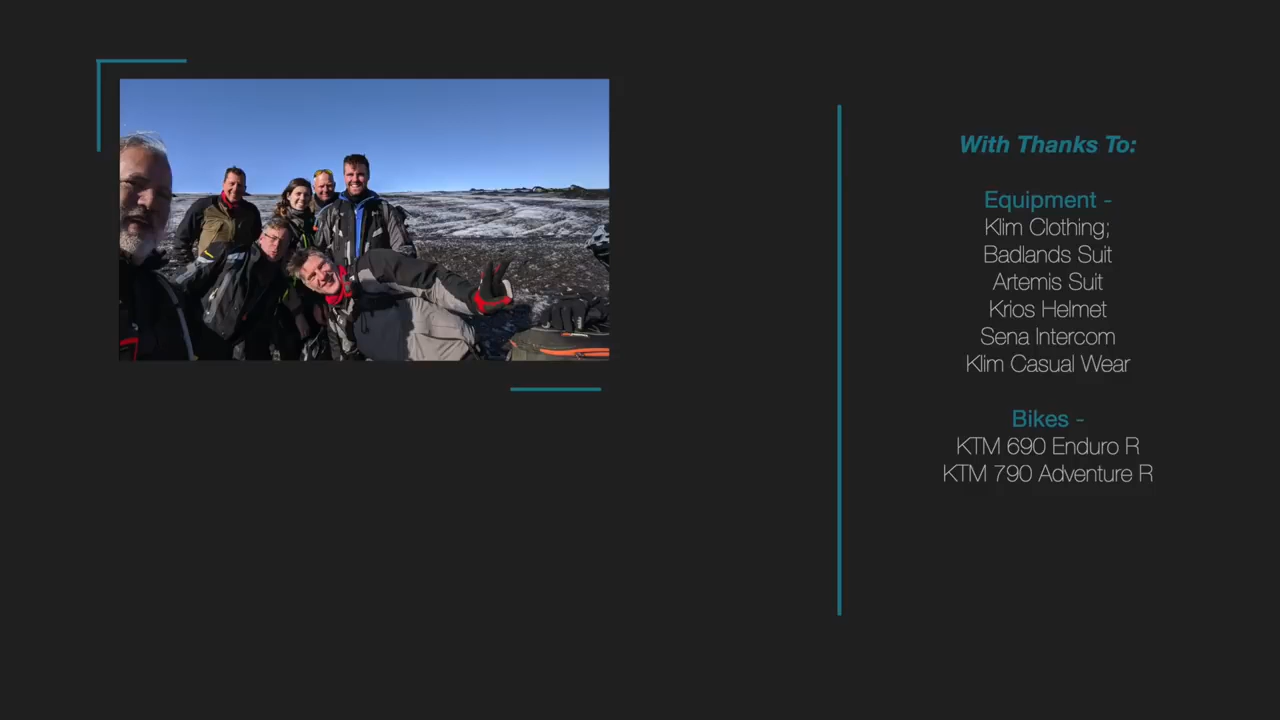 With Thanks To:
Equipment -
Klim Clothing;
Badlands Suit
Artemis Suit
Krios Helmet
Sena Intercom
Klim Casual Wear
Bikes -
KTM 690 Enduro R
KTM 790 Adventure R